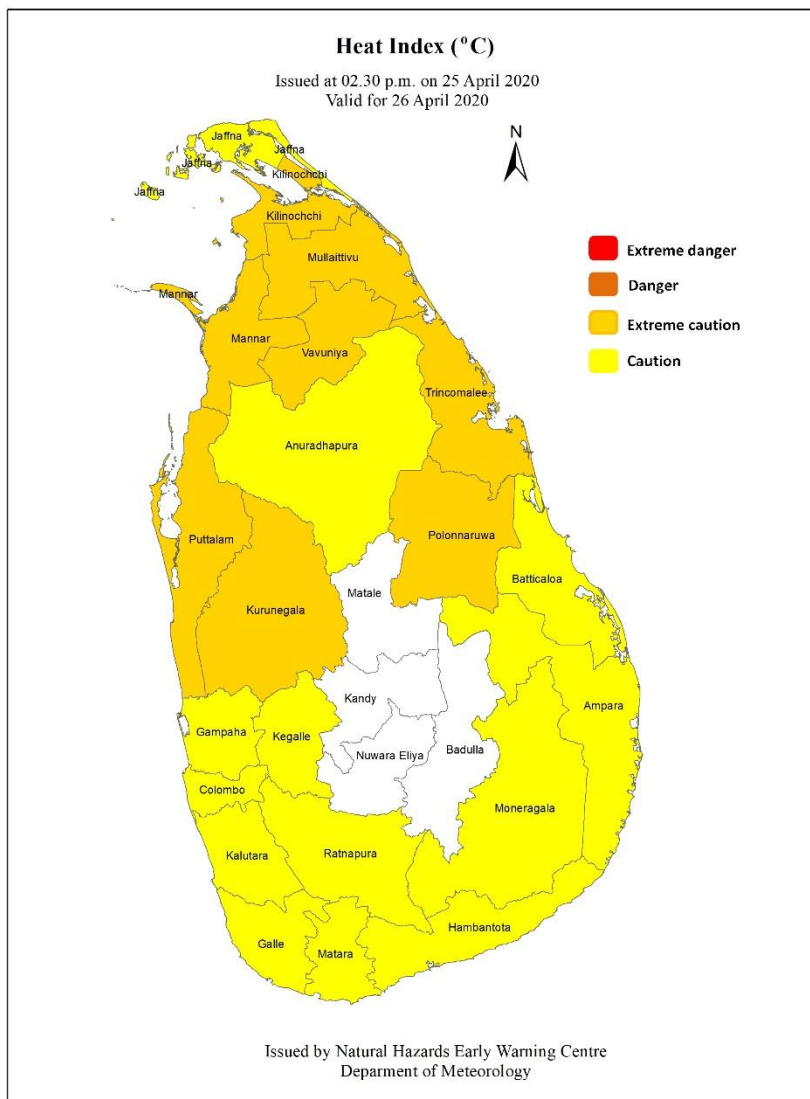 Heat Index (°C)
Issued at 02.30 p.m. on 25 April 2020
Valid for 26 April 2020
N
Jaffna
Jaffna
Jaffna
Jaffna
Kilinochchi
Kilinochchi
Mullaittivu
Mannar
Mannar
Vavuniya
Trincomalee
Anuradhapura
Puttalam
Polonnaruwa
Kurunegala
Matale
Batticaloa
Kandy
Ampara
Gampaha
Kegalle
Nuwara Eliya
Badulla
Colombo
Moneragala
Kalutara
Ratnapura
Hambantota
Galle
Matara
Extreme danger
Danger
Extreme caution
Caution
Issued by Natural Hazards Early Warning Centre
Deparment of Meteorology